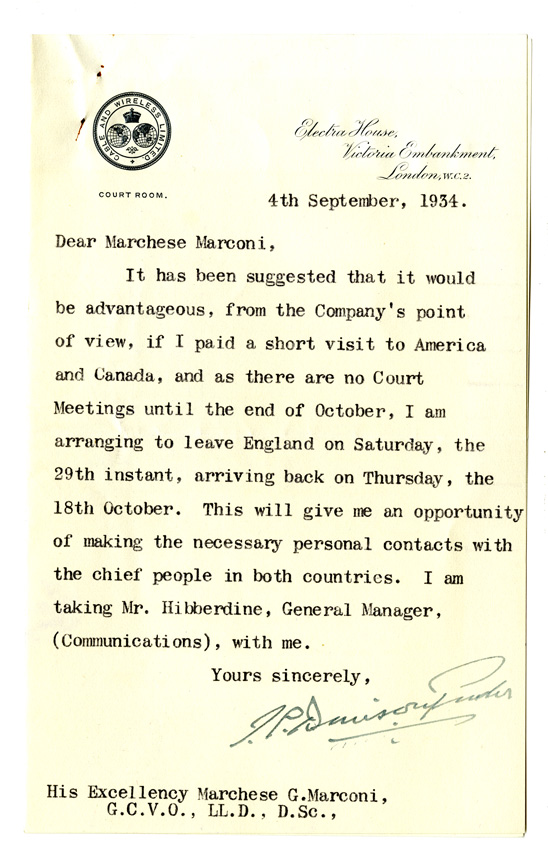 CABLE AND WIRELESS LIMITED
COURT ROOM.
Electra House,
Victoria Embankment,
London, W.C.2.
4th September, 1934.
Dear Marchese Marconi,
It has been suggested that it would
be advantageous, from the Company's point
of view, if I paid a short visit to America
and Canada, and as there are no Court
Meetings until the end of October, I am
arranging to leave England on Saturday, the
29th instant, arriving back on Thursday, the
18th October.  This will give me an opportunity
of making the necessary personal contacts with
the chief people in both countries.  I am
taking Mr. Hibberdine, General Manager,
(Communications), with me.
Yours sincerely,
His Excellency Marchese G.Marconi,
G.C.V.O., LL.D., D.Sc.,